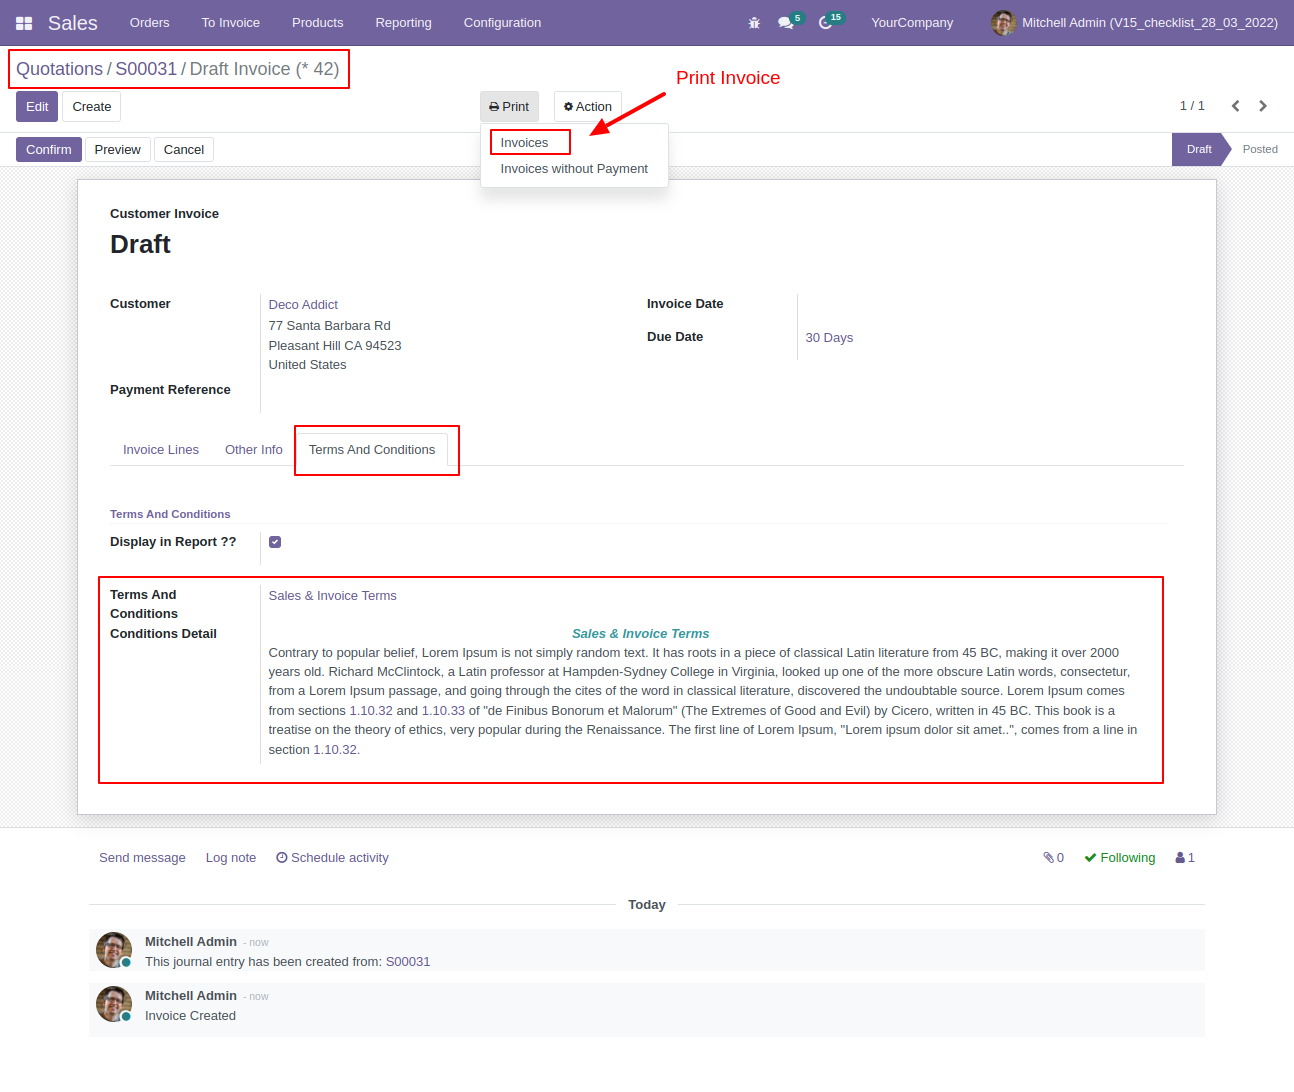 Sales Orders To Invoice Products Reporting Configuration 5 15 YourCompany Mitchell Admin (V15_checklist_28_03_2022)
Quotations / S00031 / Draft Invoice (* 42)
Print Invoice
Edit Create Print Action 1 / 1
Invoices
Invoices without Payment
Confirm Preview Cancel Draft Posted
Customer Invoice
Draft
Customer Deco Addict Invoice Date
77 Santa Barbara Rd
Pleasant Hill CA 94523 Due Date 30 Days
United States
Payment Reference
Invoice Lines Other Info Terms And Conditions
Terms And Conditions
Display in Report ??
Terms And Sales & Invoice Terms
Conditions
Conditions Detail Sales & Invoice Terms
Contrary to popular belief, Lorem Ipsum is not simply random text. It has roots in a piece of classical Latin literature from 45 BC, making it over 2000
years old. Richard McClintock, a Latin professor at Hampden-Sydney College in Virginia, looked up one of the more obscure Latin words, consectetur,
from a Lorem Ipsum passage, and going through the cites of the word in classical literature, discovered the undoubtable source. Lorem Ipsum comes
from sections 1.10.32 and 1.10.33 of "de Finibus Bonorum et Malorum" (The Extremes of Good and Evil) by Cicero, written in 45 BC. This book is a
treatise on the theory of ethics, very popular during the Renaissance. The first line of Lorem Ipsum, "Lorem ipsum dolor sit amet..", comes from a line in
section 1.10.32.
Send message Log note Schedule activity 0 Following 1
Today
Mitchell Admin - now
This journal entry has been created from: S00031
Mitchell Admin - now
Invoice Created